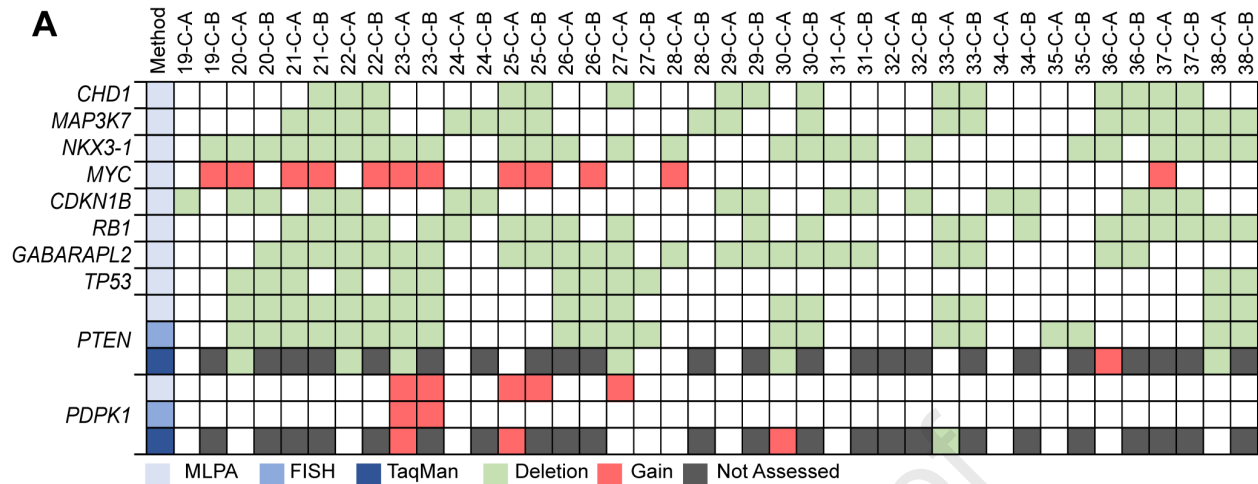 A
Method 19-C-A 19-C-B 20-C-A 20-C-B 21-C-A 21-C-B 22-C-A 22-C-B 23-C-A 23-C-B 24-C-A 24-C-B 25-C-A 25-C-B 26-C-A 26-C-B 27-C-A 27-C-B 28-C-A 28-C-B 29-C-A 29-C-B 30-C-A 30-C-B 31-C-A 31-C-B 32-C-A 32-C-B 33-C-A 33-C-B 34-C-A 34-C-B 35-C-A 35-C-B 36-C-A 36-C-B 37-C-A 37-C-B 38-C-A 38-C-B
CHD1
MAP3K7
NKX3-1
MYC
CDKN1B
RB1
GABARAPL2
TP53
PTEN
PDPK1
MLPA FISH TaqMan Deletion Gain Not Assessed